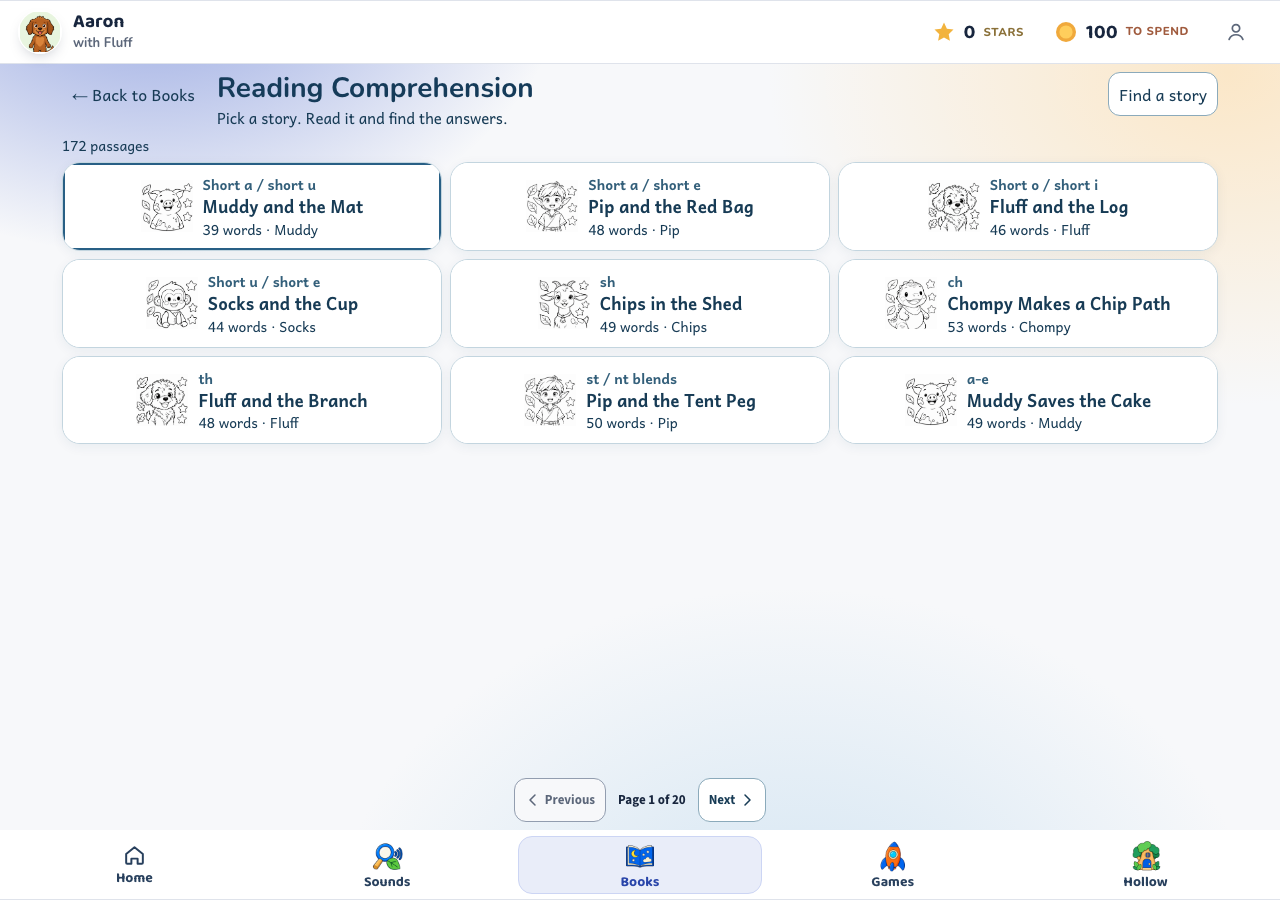 Aaron
with Fluff
0 STARS
100 TO SPEND
← Back to Books
Reading Comprehension
Pick a story. Read it and find the answers.
Find a story
172 passages
Short a / short u
Muddy and the Mat
39 words · Muddy
Short a / short e
Pip and the Red Bag
48 words · Pip
Short o / short i
Fluff and the Log
46 words · Fluff
Short u / short e
Socks and the Cup
44 words · Socks
sh
Chips in the Shed
49 words · Chips
ch
Chompy Makes a Chip Path
53 words · Chompy
th
Fluff and the Branch
48 words · Fluff
st / nt blends
Pip and the Tent Peg
50 words · Pip
a-e
Muddy Saves the Cake
49 words · Muddy
Previous
Page 1 of 20
Next
Home
Sounds
Books
Games
Hollow